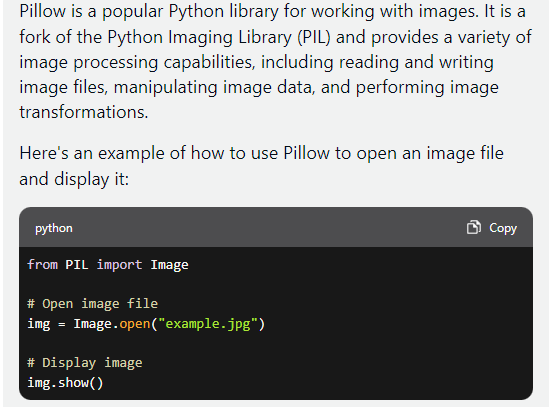 Pillow is a popular Python library for working with images. It is a
fork of the Python Imaging Library (PIL) and provides a variety of
image processing capabilities, including reading and writing
image files, manipulating image data, and performing image
transformations.
Here's an example of how to use Pillow to open an image file
and display it:
python Copy
from PIL import Image
# Open image file
img = Image.open("example.jpg")
# Display image
img.show()